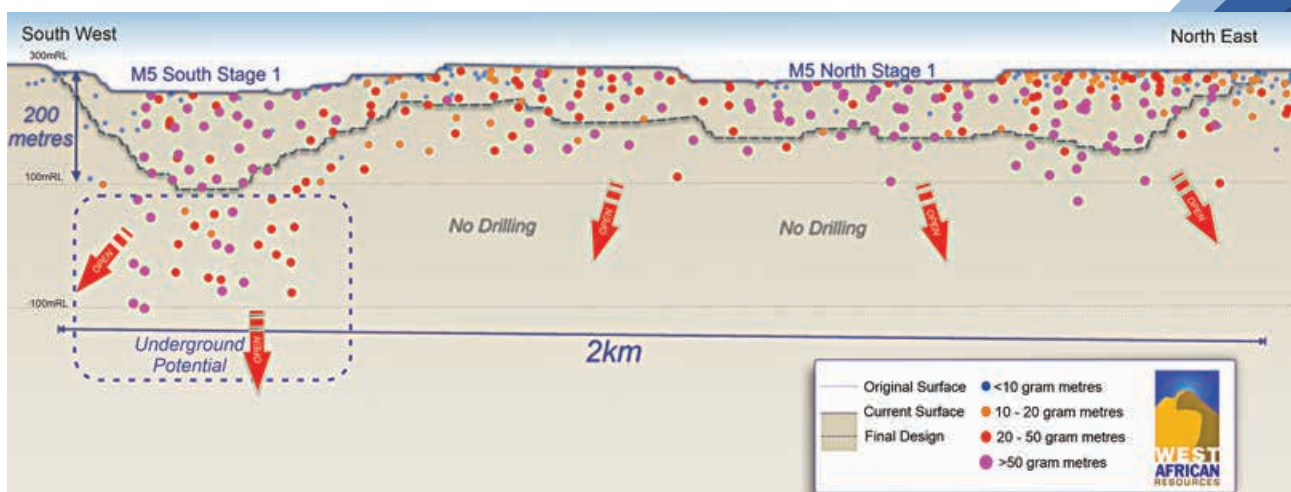 South West
North East
300mRL
M5 South Stage 1
M5 North Stage 1
200
metres
100mRL
100mRL
No Drilling
No Drilling
OPEN
OPEN
OPEN
OPEN
OPEN
-100mRL
Underground
Potential
2km
Original Surface
Current Surface
Final Design
<10 gram metres
10 - 20 gram metres
20 - 50 gram metres
>50 gram metres
WEST
AFRICAN
RESOURCES